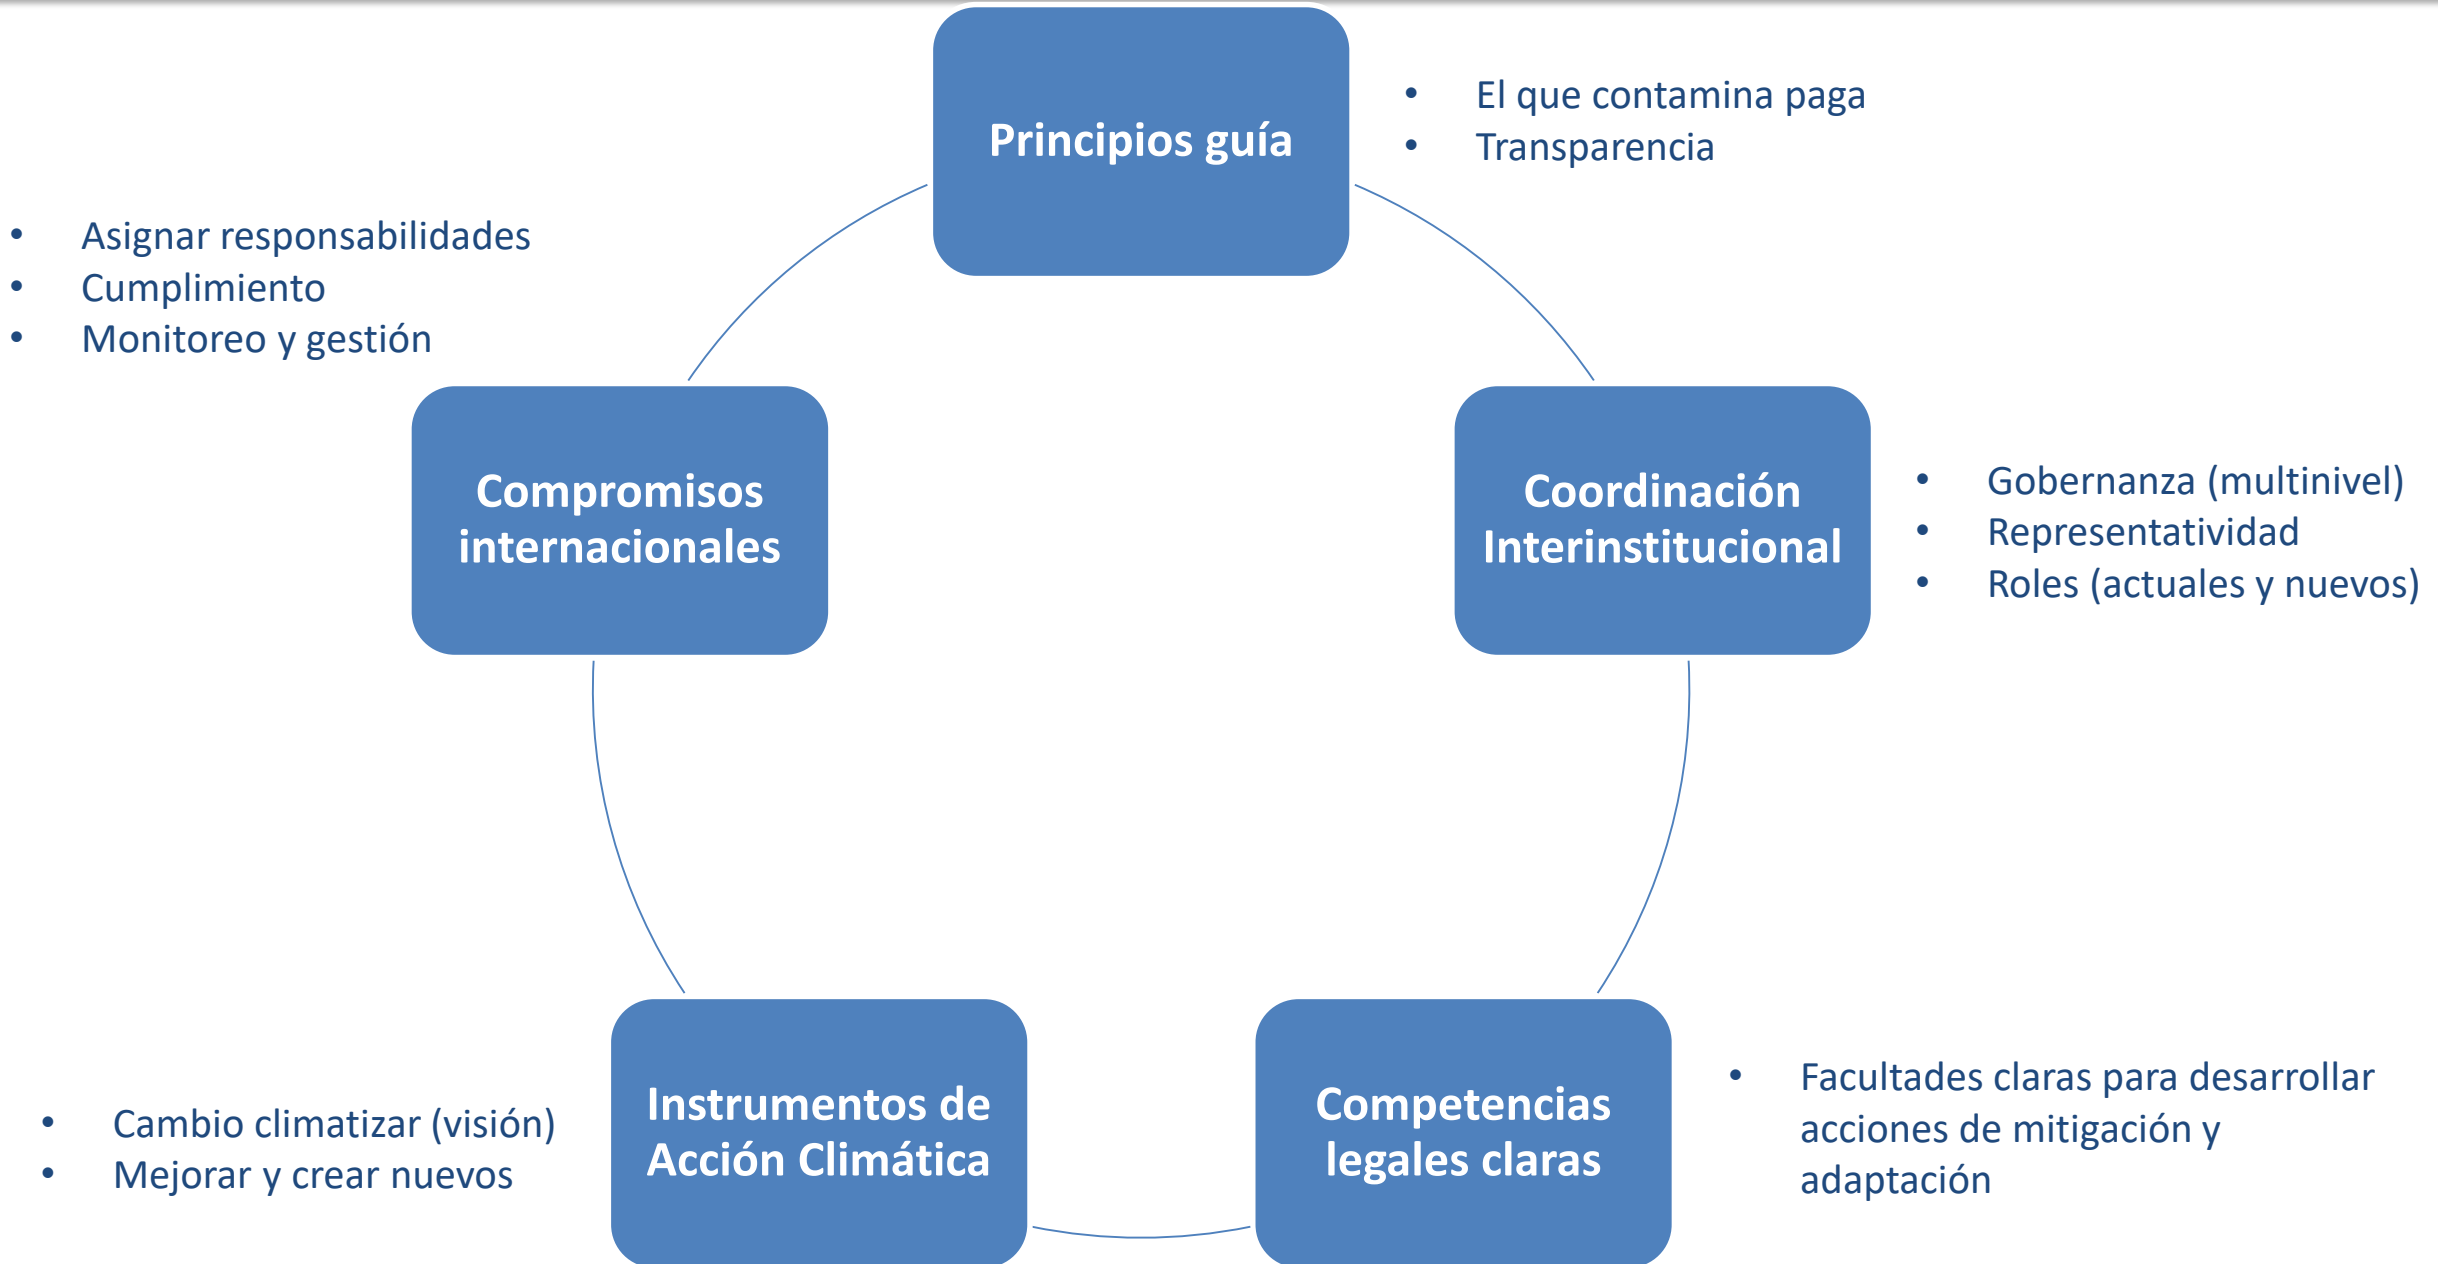 Principios guía
• El que contamina paga
• Transparencia
• Asignar responsabilidades
• Cumplimiento
• Monitoreo y gestión
Compromisos
internacionales
Coordinación
Interinstitucional
• Gobernanza (multinivel)
• Representatividad
• Roles (actuales y nuevos)
• Cambio climatizar (visión)
• Mejorar y crear nuevos
Instrumentos de
Acción Climática
Competencias
legales claras
• Facultades claras para desarrollar
acciones de mitigación y
adaptación